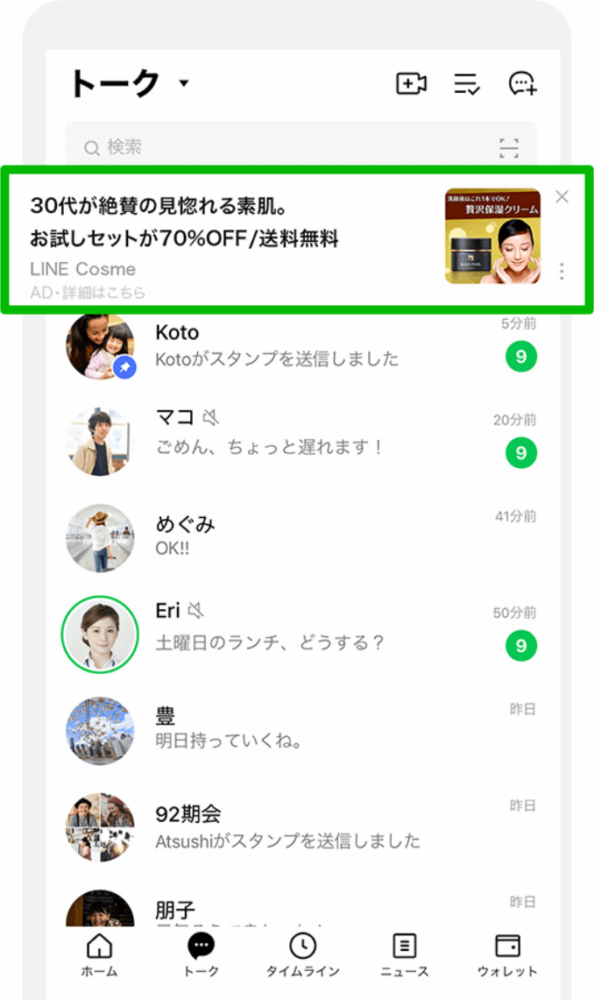 トーク
検索
30代が絶賛の見惚れる素肌。
お試しセットが70%OFF/送料無料
LINE Cosme
AD・詳細はこちら
洗顔後はこれ1本でOK!
贅沢保湿クリーム
BLACK PEARL
Koto
5分前
Kotoがスタンプを送信しました
9
マコ
20分前
ごめん、ちょっと遅れます！
9
めぐみ
41分前
OK!!
Eri
50分前
土曜日のランチ、どうする？
9
豊
昨日
明日持っていくね。
92期会
昨日
Atsushiがスタンプを送信しました
朋子
昨日
ホーム
トーク
タイムライン
ニュース
ウォレット